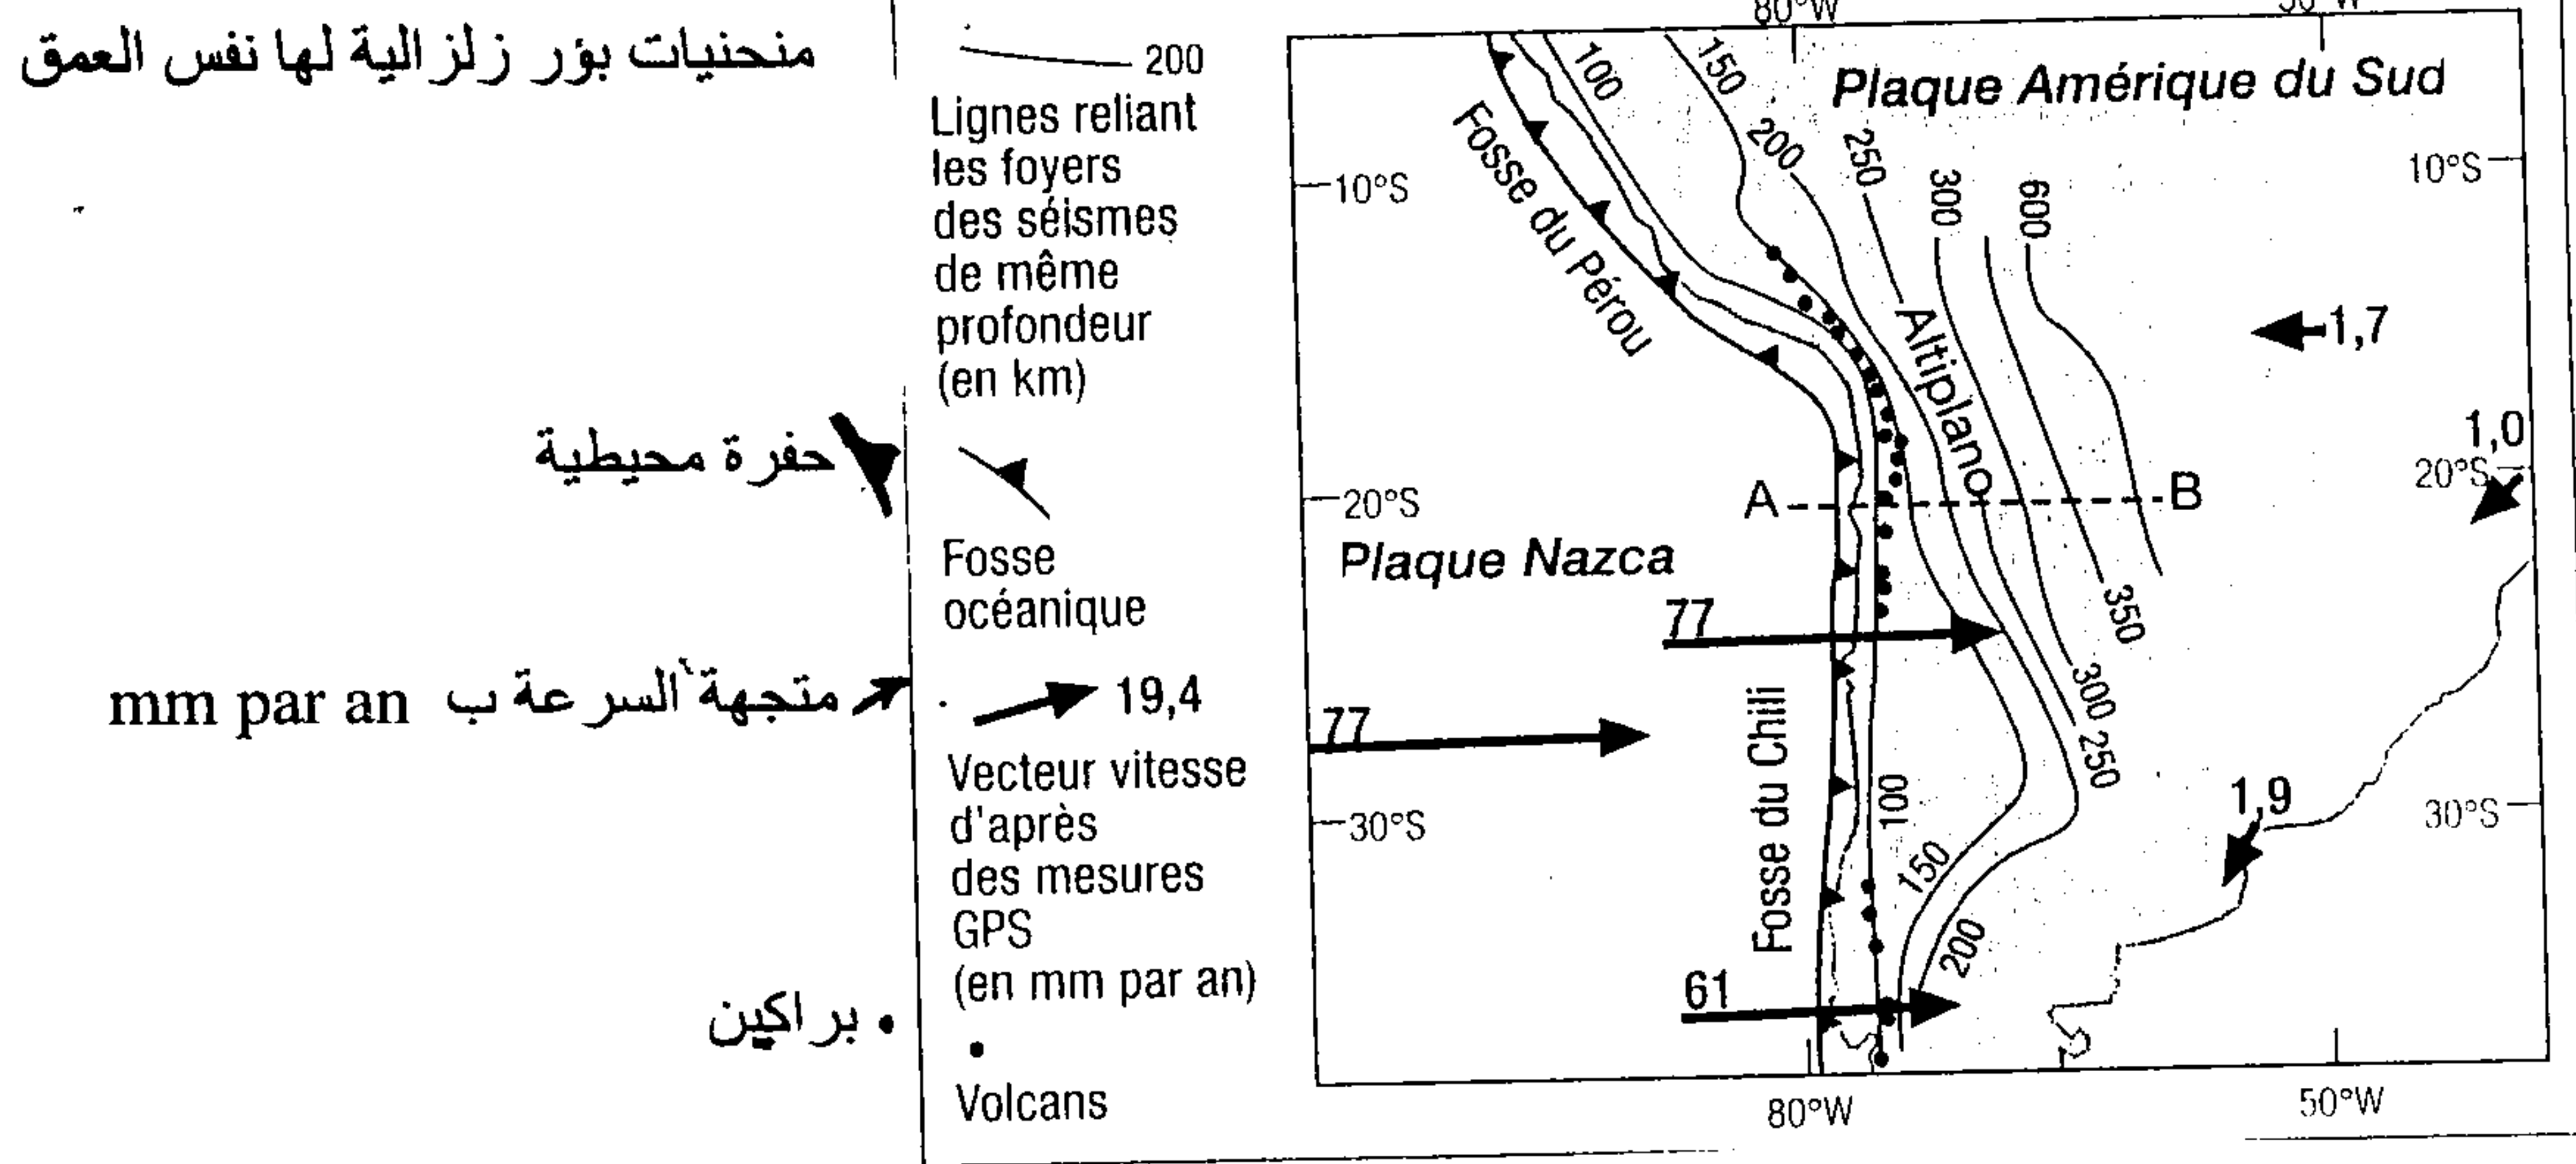 منحنيات بؤر زلزالية لها نفس العمق
حفرة محيطية
متجهة السرعة ب mm par an
براكين
200
Lignes reliant
les foyers
des séismes
de même
profondeur
(en km)
Fosse
océanique
19,4
Vecteur vitesse
d'après
des mesures
GPS
(en mm par an)
Volcans
80°W
100
150
200
250
300
600
Plaque Amérique du Sud
10°S
10°S
Fosse du Pérou
Altiplano
1,7
1,0
20°S
20°S
A
B
Plaque Nazca
77
77
350
300
250
Fosse du Chili
100
150
200
1,9
30°S
30°S
61
80°W
50°W